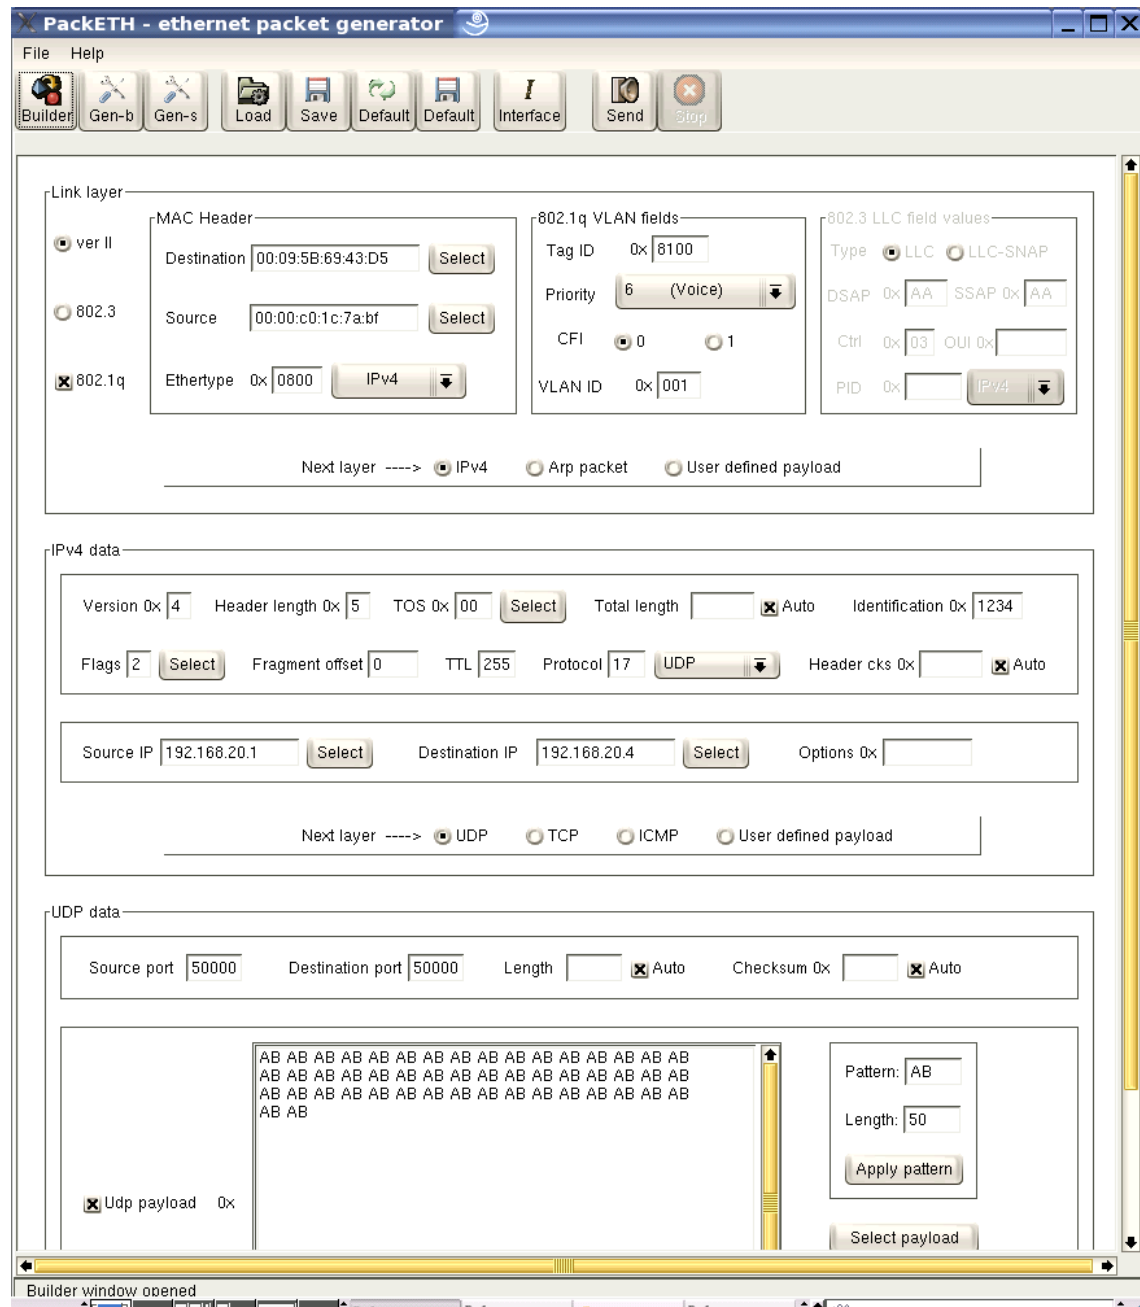 PackETH - ethernet packet generator
File Help
Builder Gen-b Gen-s Load Save Default Default Interface Send Stop
Link layer
MAC Header 802.1q VLAN fields 802.3 LLC field values
ver II Destination 00:09:5B:69:43:D5 Select Tag ID 0x 8100 Type LLC LLC-SNAP
Priority 6 (Voice) DSAP 0x AA SSAP 0x AA
802.3 Source 00:00:c0:1c:7a:bf Select
CFI 0 1 Ctrl 0x 03 OUI 0x
802.1q Ethertype 0x 0800 IPv4 VLAN ID 0x 001 PID 0x IPv4
Next layer ----> IPv4 Arp packet User defined payload
IPv4 data
Version 0x 4 Header length 0x 5 TOS 0x 00 Select Total length Auto Identification 0x 1234
Flags 2 Select Fragment offset 0 TTL 255 Protocol 17 UDP Header cks 0x Auto
Source IP 192.168.20.1 Select Destination IP 192.168.20.4 Select Options 0x
Next layer ----> UDP TCP ICMP User defined payload
UDP data
Source port 50000 Destination port 50000 Length Auto Checksum 0x Auto
AB AB AB AB AB AB AB AB AB AB AB AB AB AB AB AB
AB AB AB AB AB AB AB AB AB AB AB AB AB AB AB AB
AB AB AB AB AB AB AB AB AB AB AB AB AB AB AB AB
AB AB
Pattern: AB
Length: 50
Apply pattern
Udp payload 0x
Select payload
Builder window opened